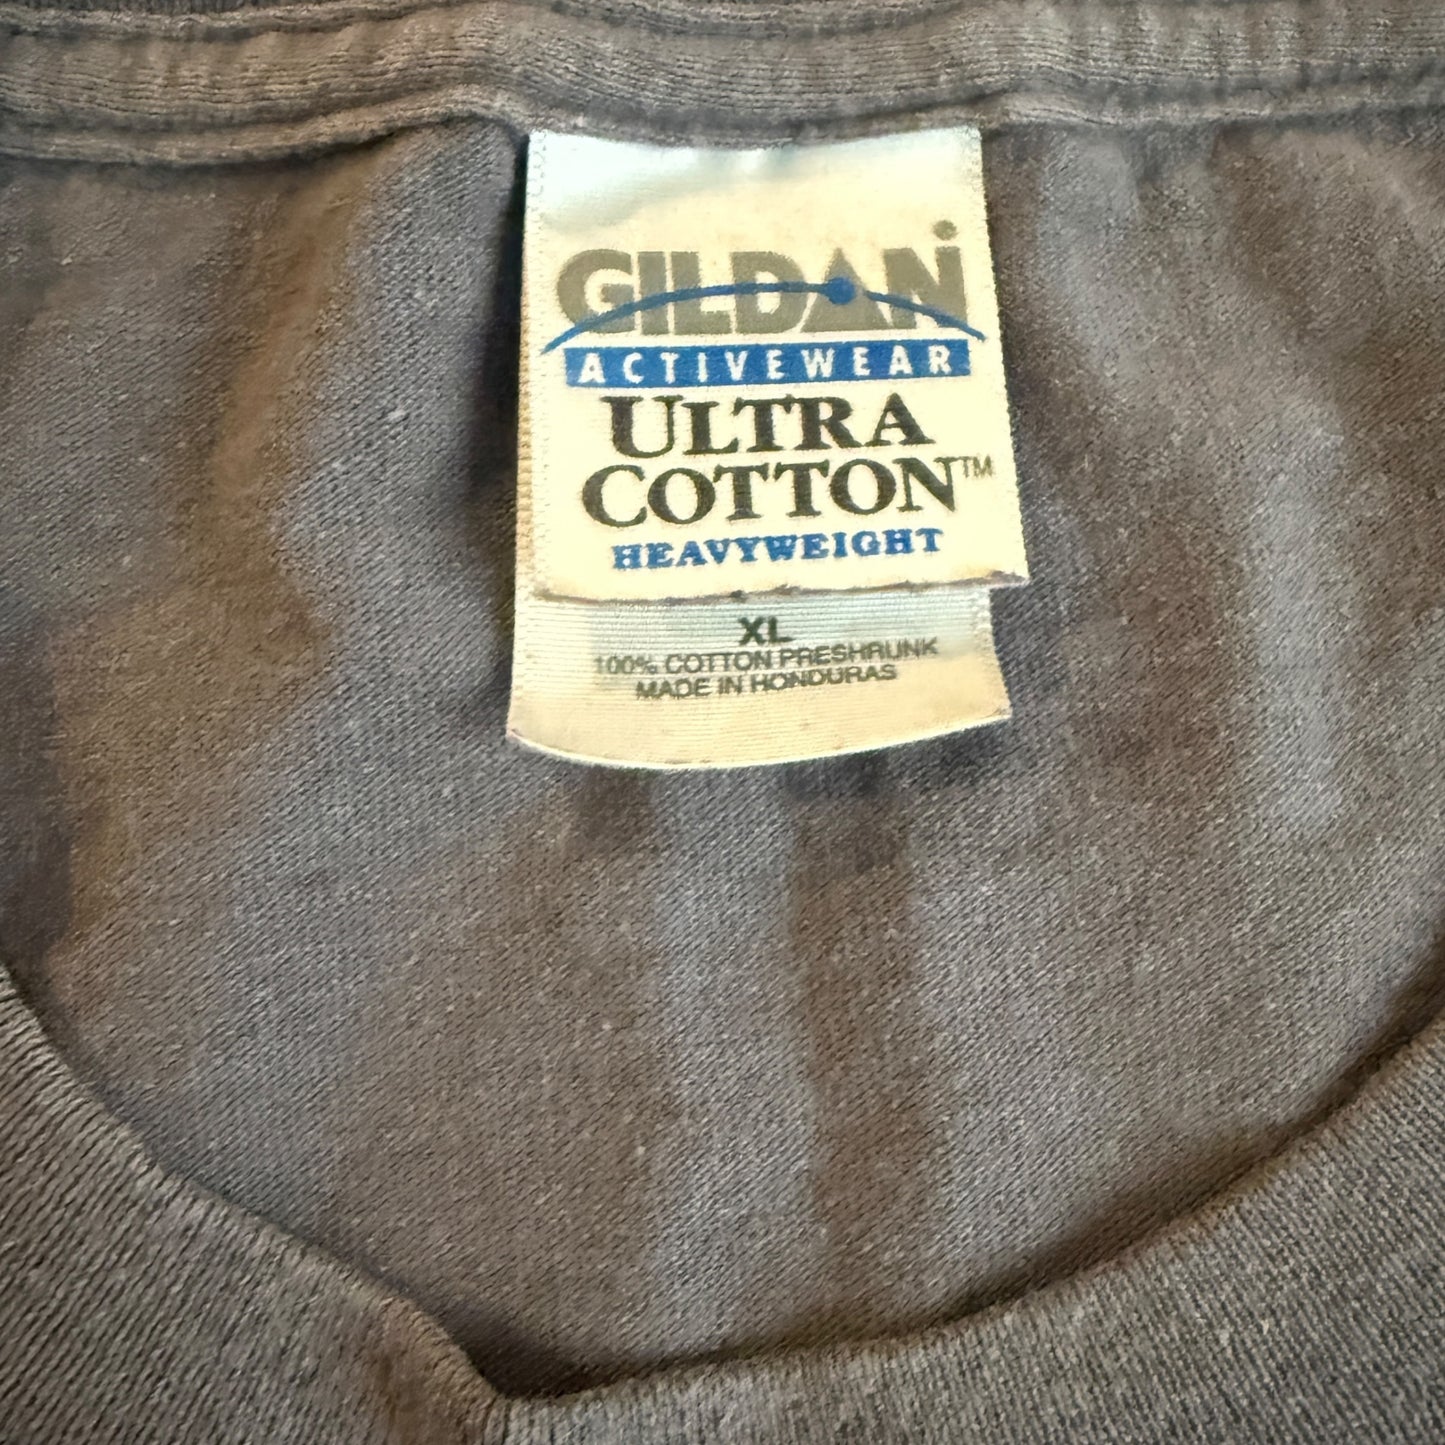 GILDAN
ACTIVEWEAR
ULTRA
COTTON™
HEAVYWEIGHT
XL
100% COTTON PRESHRUNK
MADE IN HONDURAS